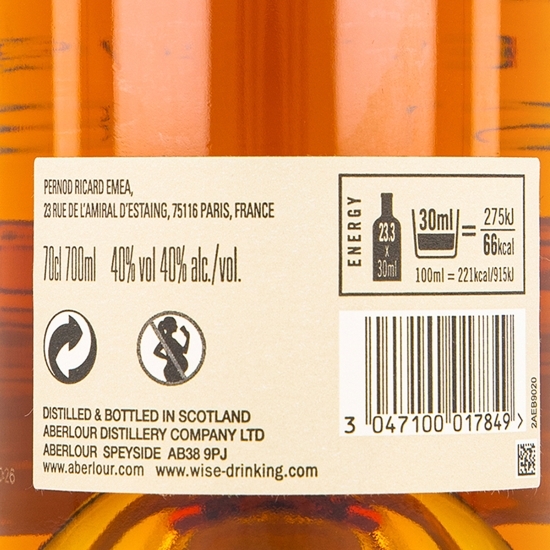 PERNOD RICARD EMEA,
23 RUE DE L'AMIRAL D'ESTAING, 75116 PARIS, FRANCE
70cl 700ml 40% vol 40% alc./vol.
ENERGY
23.3
x
30ml
30ml
=
275kJ
66kcal
100ml = 221kcal/915kJ
3 047100 017849 >
2AEB9020
DISTILLED & BOTTLED IN SCOTLAND
ABERLOUR DISTILLERY COMPANY LTD
ABERLOUR SPEYSIDE AB38 9PJ
www.aberlour.com www.wise-drinking.com